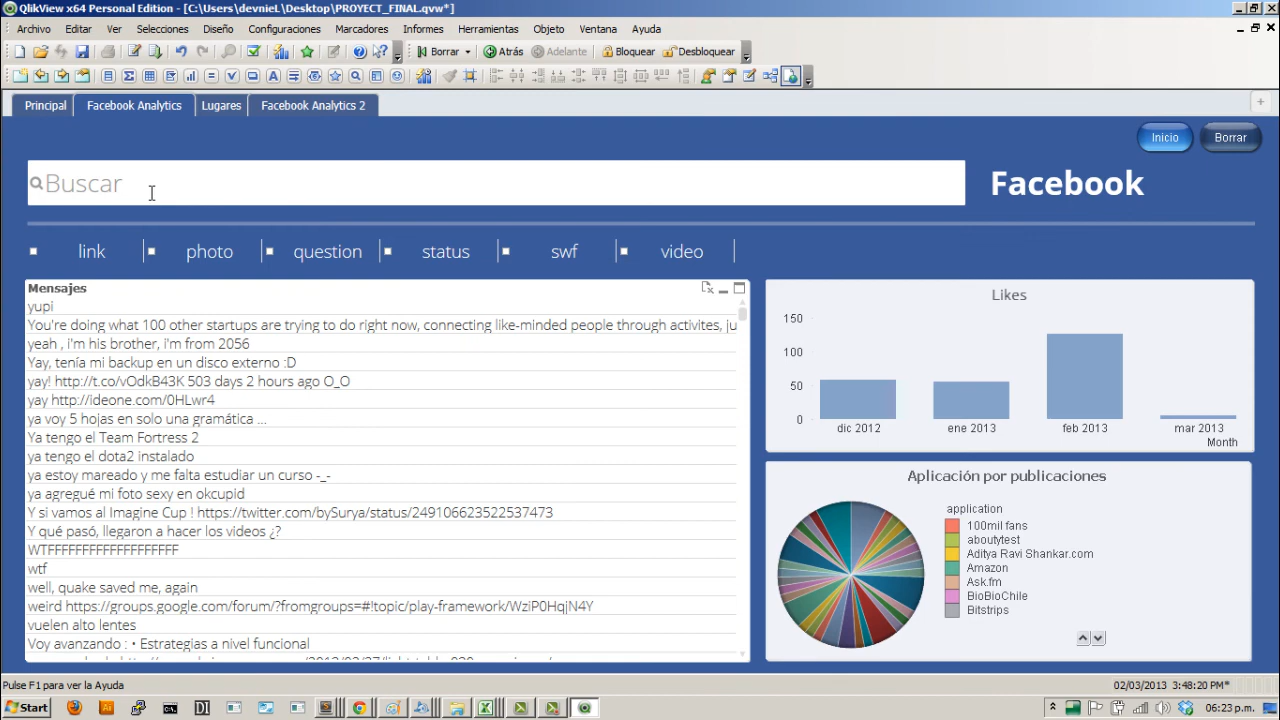 QlikView x64 Personal Edition - [C:\Users\devnieL\Desktop\PROYECT_FINAL.qvw*]
Archivo Editar Ver Selecciones Diseño Configuraciones Marcadores Informes Herramientas Objeto Ventana Ayuda
Borrar Atrás Adelante Bloquear Desbloquear
Principal Facebook Analytics Lugares Facebook Analytics 2
Inicio Borrar
Buscar
Facebook
link photo question status swf video
Mensajes
yupi
You're doing what 100 other startups are trying to do right now, connecting like-minded people through activites, ju
yeah , i'm his brother, i'm from 2056
Yay, tenía mi backup en un disco externo :D
yay! http://t.co/vOdkB43K 503 days 2 hours ago O_O
yay http://ideone.com/0HLwr4
ya voy 5 hojas en solo una gramática ...
Ya tengo el Team Fortress 2
ya tengo el dota2 instalado
ya estoy mareado y me falta estudiar un curso -_-
ya agregué mi foto sexy en okcupid
Y si vamos al Imagine Cup ! https://twitter.com/bySurya/status/249106623522537473
Y qué pasó, llegaron a hacer los videos ¿?
WTFFFFFFFFFFFFFFFFFFF
wtf
well, quake saved me, again
weird https://groups.google.com/forum/?fromgroups=#!topic/play-framework/WziP0HqjN4Y
vuelen alto lentes
Voy avanzando : • Estrategias a nivel funcional
Likes
150
100
50
0
dic 2012 ene 2013 feb 2013 mar 2013
Month
Aplicación por publicaciones
application
100mil fans
aboutytest
Aditya Ravi Shankar.com
Amazon
Ask.fm
BioBioChile
Bitstrips
Pulse F1 para ver la Ayuda
02/03/2013 3:48:20 PM*
Start
DI
06:23 p.m.